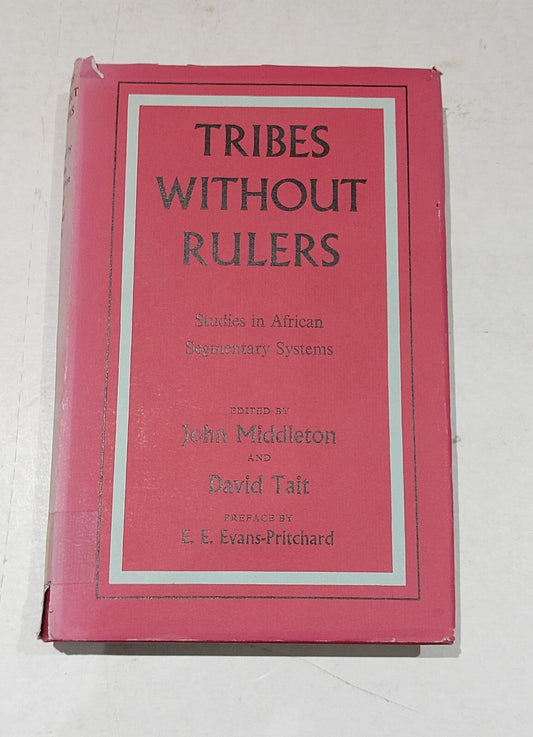 TRIBES
WITHOUT
RULERS
Studies in African
Segmentary Systems
EDITED BY
John Middleton
AND
David Tait
PREFACE BY
E. E. Evans-Pritchard